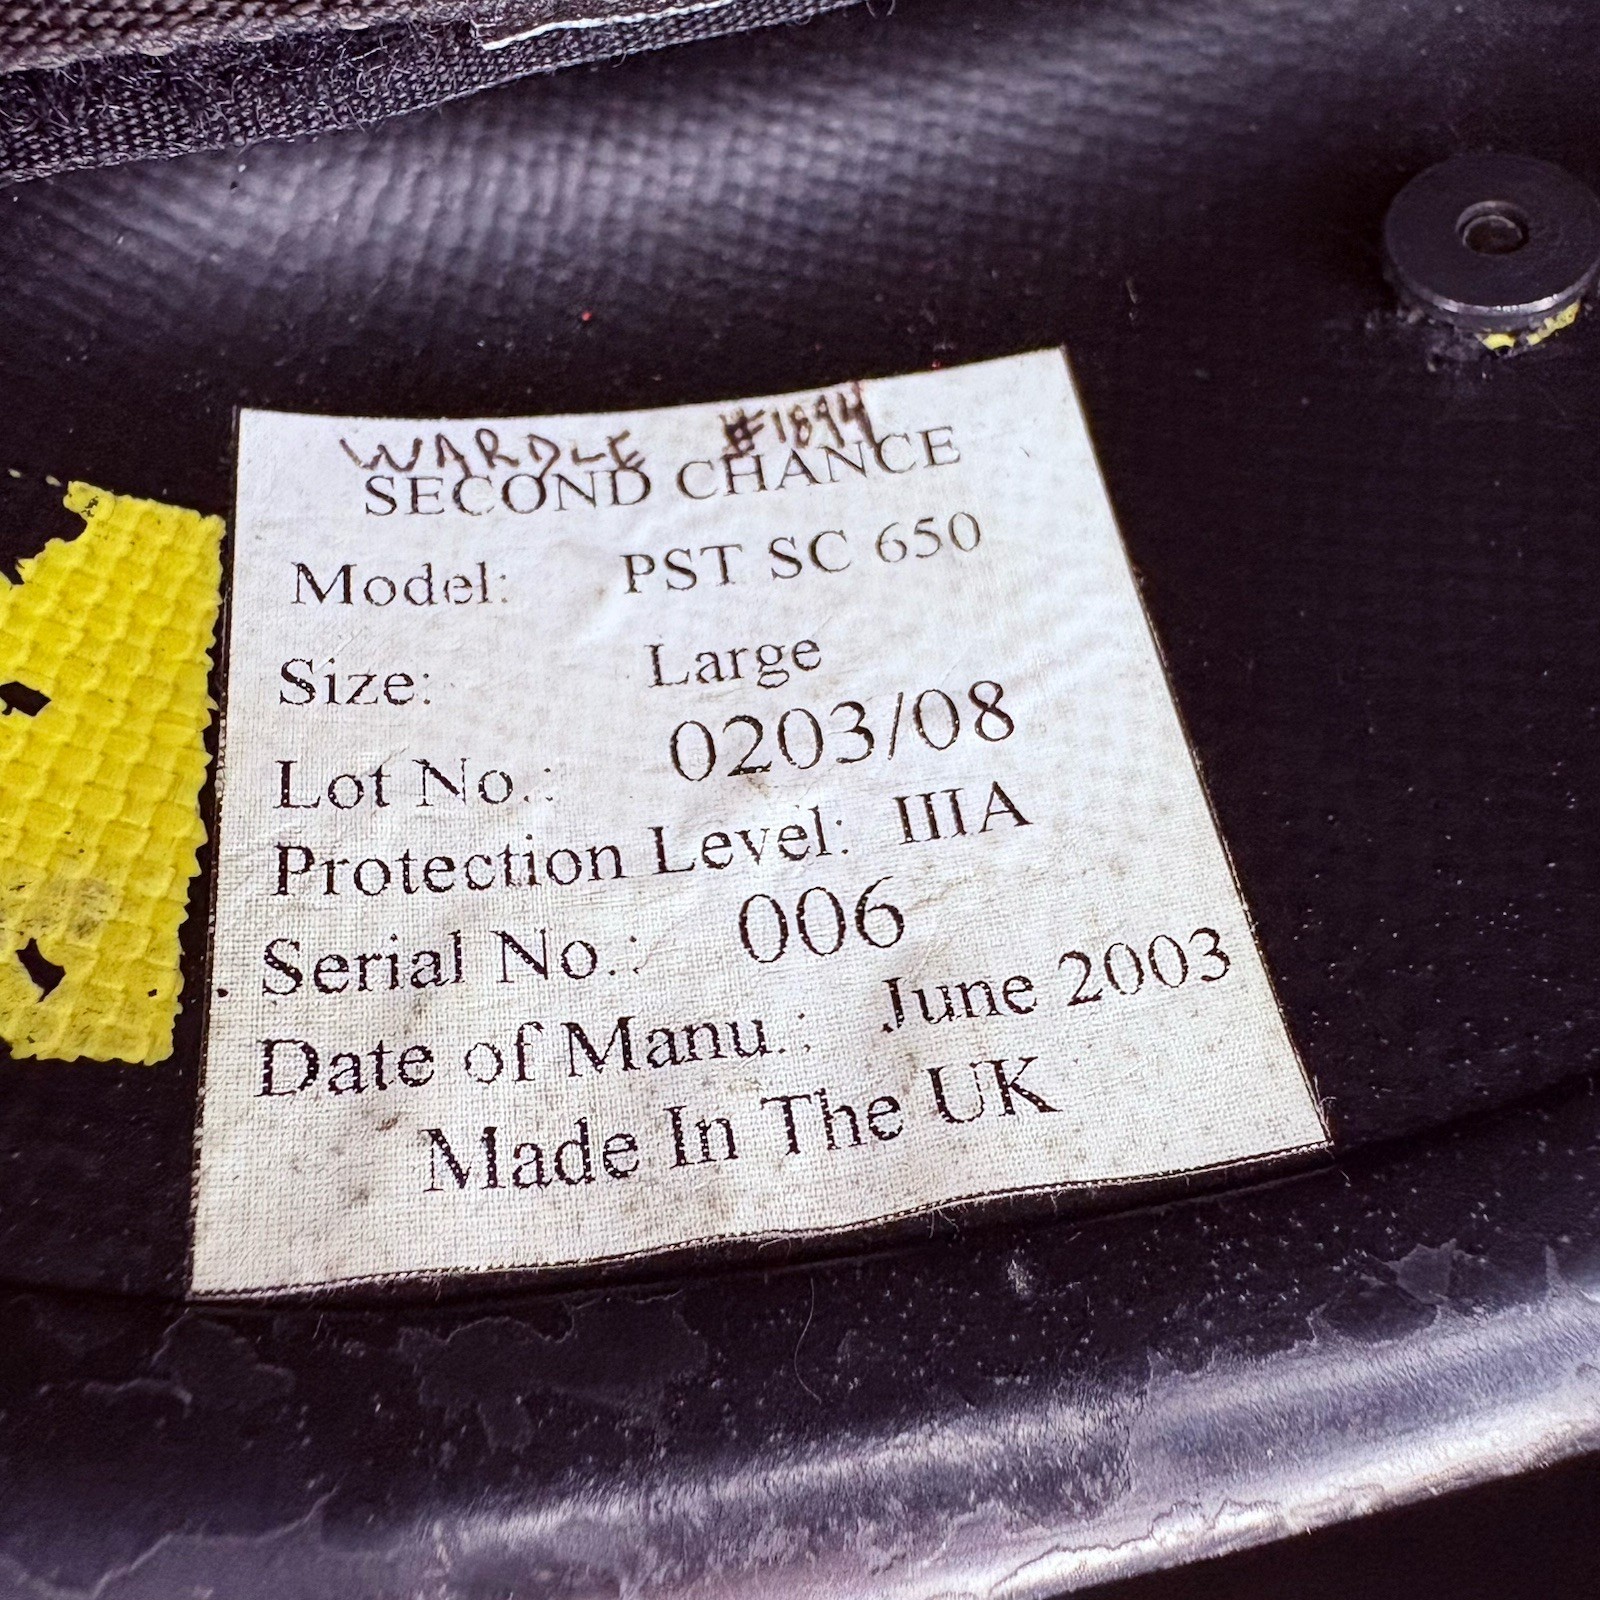 WARDLE #1894
SECOND CHANCE
Model: PST SC 650
Size: Large
Lot No.: 0203/08
Protection Level: IIIA
Serial No.: 006
Date of Manu.: June 2003
Made In The UK